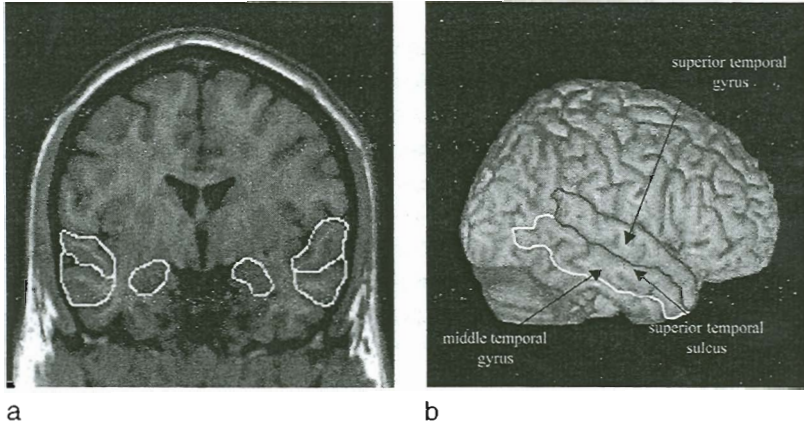 superior temporal
gyrus
middle temporal
gyrus
superior temporal
sulcus
a
b